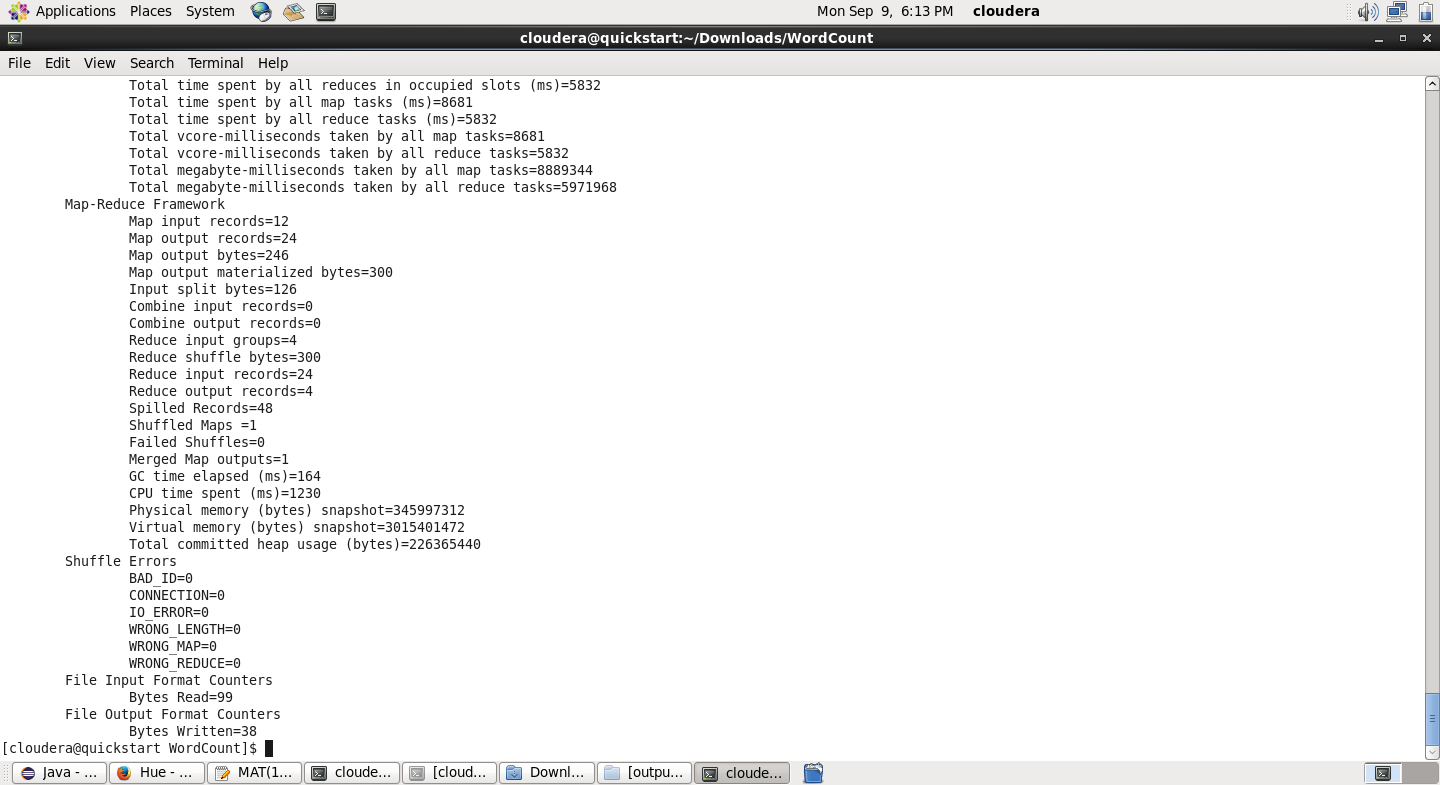 Applications Places System Mon Sep 9, 6:13 PM cloudera
cloudera@quickstart:~/Downloads/WordCount
File Edit View Search Terminal Help
Total time spent by all reduces in occupied slots (ms)=5832
Total time spent by all map tasks (ms)=8681
Total time spent by all reduce tasks (ms)=5832
Total vcore-milliseconds taken by all map tasks=8681
Total vcore-milliseconds taken by all reduce tasks=5832
Total megabyte-milliseconds taken by all map tasks=8889344
Total megabyte-milliseconds taken by all reduce tasks=5971968
Map-Reduce Framework
Map input records=12
Map output records=24
Map output bytes=246
Map output materialized bytes=300
Input split bytes=126
Combine input records=0
Combine output records=0
Reduce input groups=4
Reduce shuffle bytes=300
Reduce input records=24
Reduce output records=4
Spilled Records=48
Shuffled Maps =1
Failed Shuffles=0
Merged Map outputs=1
GC time elapsed (ms)=164
CPU time spent (ms)=1230
Physical memory (bytes) snapshot=345997312
Virtual memory (bytes) snapshot=3015401472
Total committed heap usage (bytes)=226365440
Shuffle Errors
BAD_ID=0
CONNECTION=0
IO_ERROR=0
WRONG_LENGTH=0
WRONG_MAP=0
WRONG_REDUCE=0
File Input Format Counters
Bytes Read=99
File Output Format Counters
Bytes Written=38
[cloudera@quickstart WordCount]$
Java - ... Hue - ... MAT(1... cloude... [cloud... Downl... [outpu... cloude...